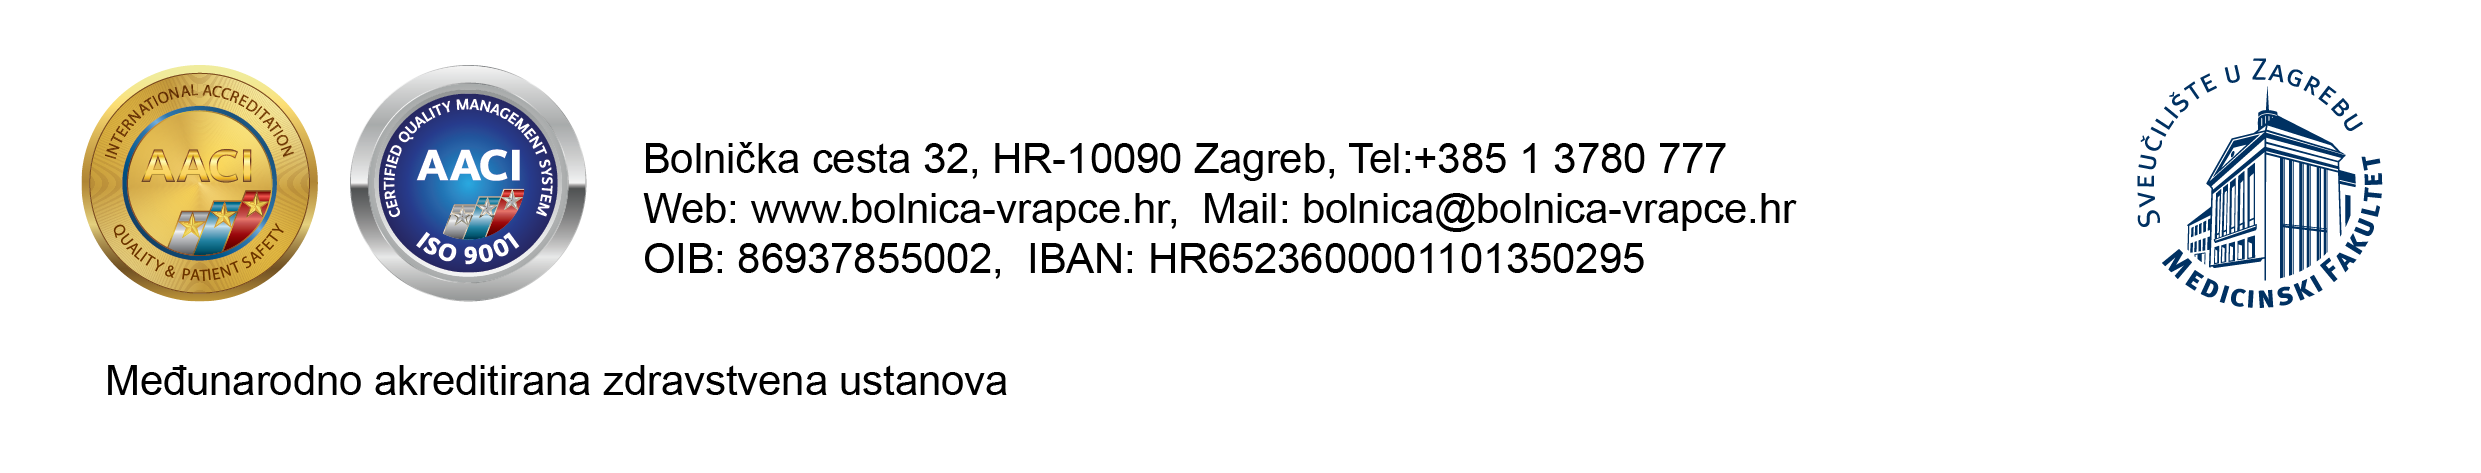 INTERNATIONAL ACCREDITATION
AACI
QUALITY & PATIENT SAFETY
CERTIFIED QUALITY MANAGEMENT SYSTEM
AACI
ISO 9001
Bolnička cesta 32, HR-10090 Zagreb, Tel:+385 1 3780 777
Web: www.bolnica-vrapce.hr, Mail: bolnica@bolnica-vrapce.hr
OIB: 86937855002, IBAN: HR6523600001101350295
SVEUČILIŠTE U ZAGREBU
MEDICINSKI FAKULTET
Međunarodno akreditirana zdravstvena ustanova